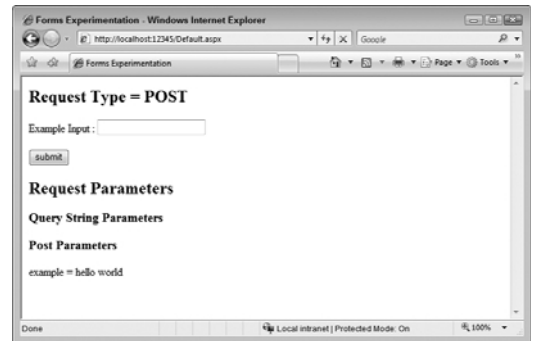 Forms Experimentation - Windows Internet Explorer
http://localhost:12345/Default.aspx
Google
Forms Experimentation
Page
Tools
Request Type = POST
Example Input :
submit
Request Parameters
Query String Parameters
Post Parameters
example = hello world
Done
Local intranet | Protected Mode: On
100%